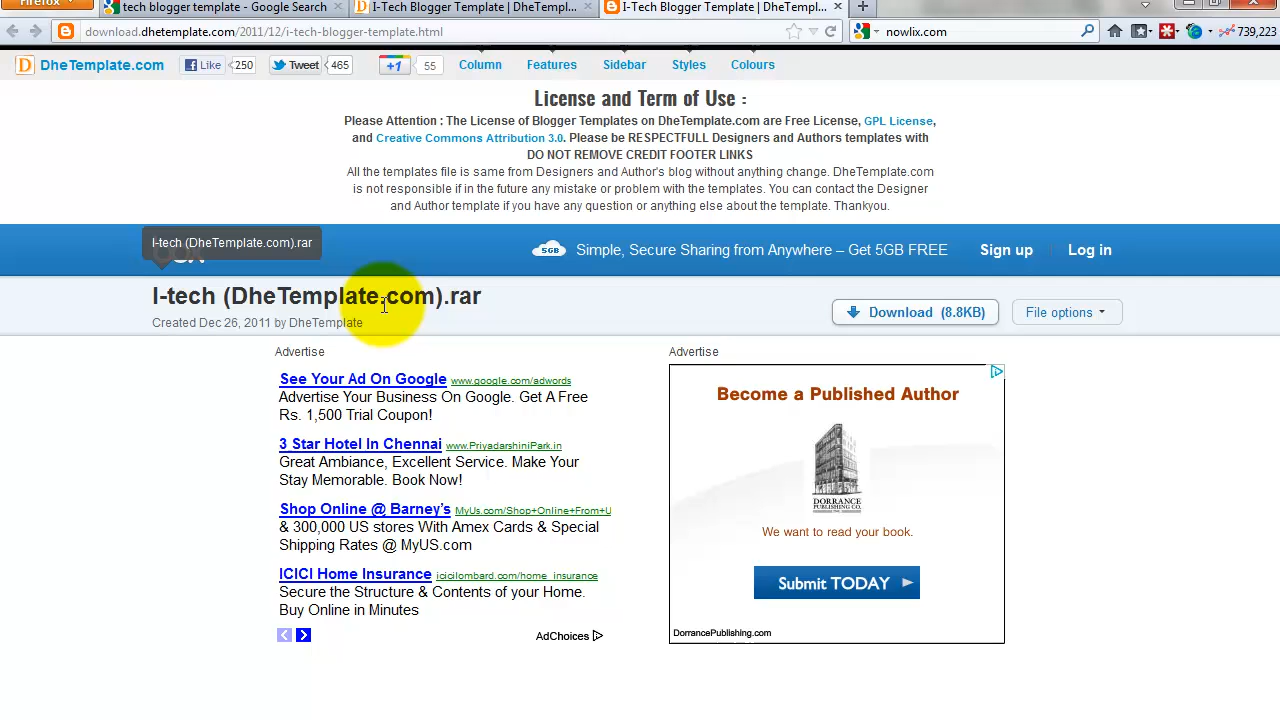 Firefox
tech blogger template - Google Search
I-Tech Blogger Template | DheTempl...
I-Tech Blogger Template | DheTempl...
download.dhetemplate.com/2011/12/i-tech-blogger-template.html
nowlix.com
739,223
DheTemplate.com
Like
250
Tweet
465
+1
55
Column
Features
Sidebar
Styles
Colours
License and Term of Use :
Please Attention : The License of Blogger Templates on DheTemplate.com are Free License, GPL License,
and Creative Commons Attribution 3.0. Please be RESPECTFULL Designers and Authors templates with
DO NOT REMOVE CREDIT FOOTER LINKS
All the templates file is same from Designers and Author's blog without anything change. DheTemplate.com
is not responsible if in the future any mistake or problem with the templates. You can contact the Designer
and Author template if you have any question or anything else about the template. Thankyou.
I-tech (DheTemplate.com).rar
5GB
Simple, Secure Sharing from Anywhere – Get 5GB FREE
Sign up
Log in
I-tech (DheTemplate.com).rar
Created Dec 26, 2011 by DheTemplate
Download (8.8KB)
File options
Advertise
See Your Ad On Google www.google.com/adwords
Advertise Your Business On Google. Get A Free
Rs. 1,500 Trial Coupon!
3 Star Hotel In Chennai www.PriyadarshiniPark.in
Great Ambiance, Excellent Service. Make Your
Stay Memorable. Book Now!
Shop Online @ Barney's MyUs.com/Shop+Online+From+U
& 300,000 US stores With Amex Cards & Special
Shipping Rates @ MyUS.com
ICICI Home Insurance icicilombard.com/home_insurance
Secure the Structure & Contents of your Home.
Buy Online in Minutes
AdChoices
Advertise
Become a Published Author
DORRANCE
PUBLISHING CO.
We want to read your book.
Submit TODAY
DorrancePublishing.com